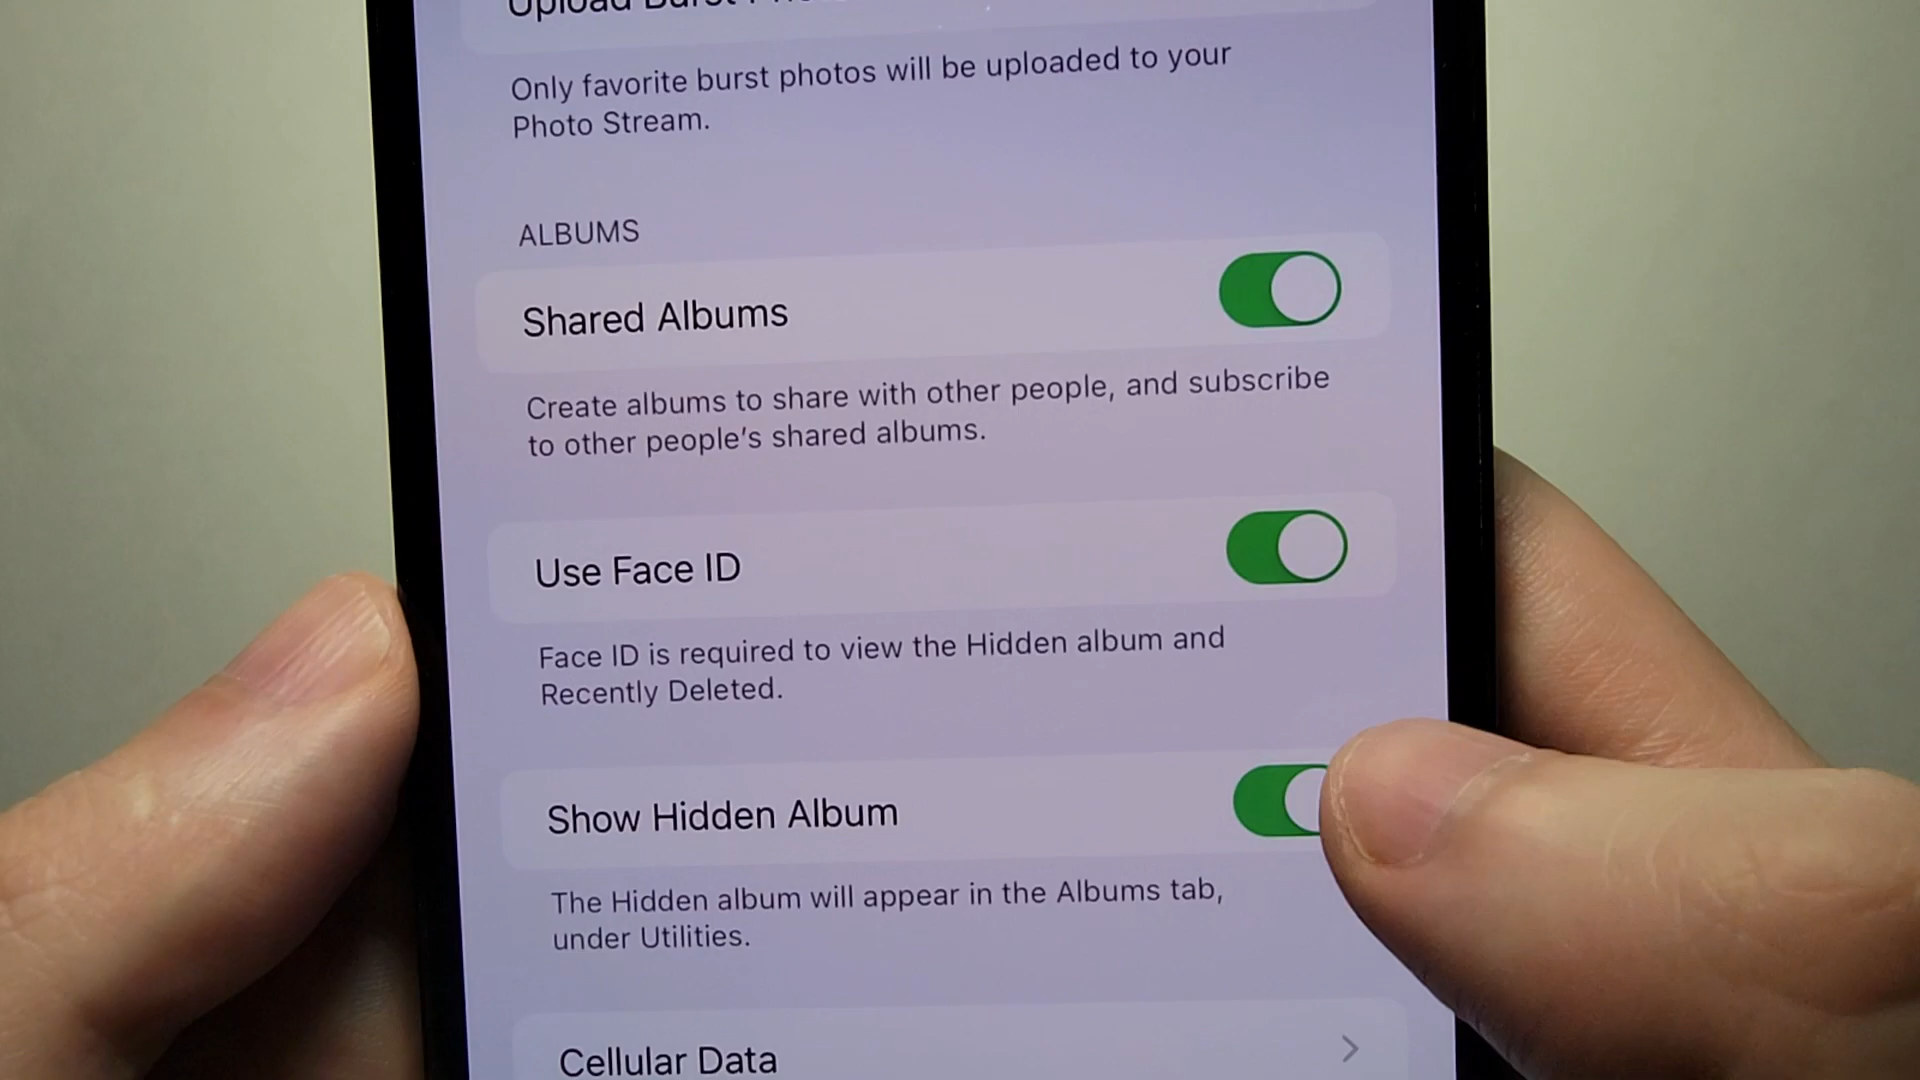 Upload Burst
Only favorite burst photos will be uploaded to your
Photo Stream.
ALBUMS
Shared Albums
Create albums to share with other people, and subscribe
to other people's shared albums.
Use Face ID
Face ID is required to view the Hidden album and
Recently Deleted.
Show Hidden Album
The Hidden album will appear in the Albums tab,
under Utilities.
Cellular Data